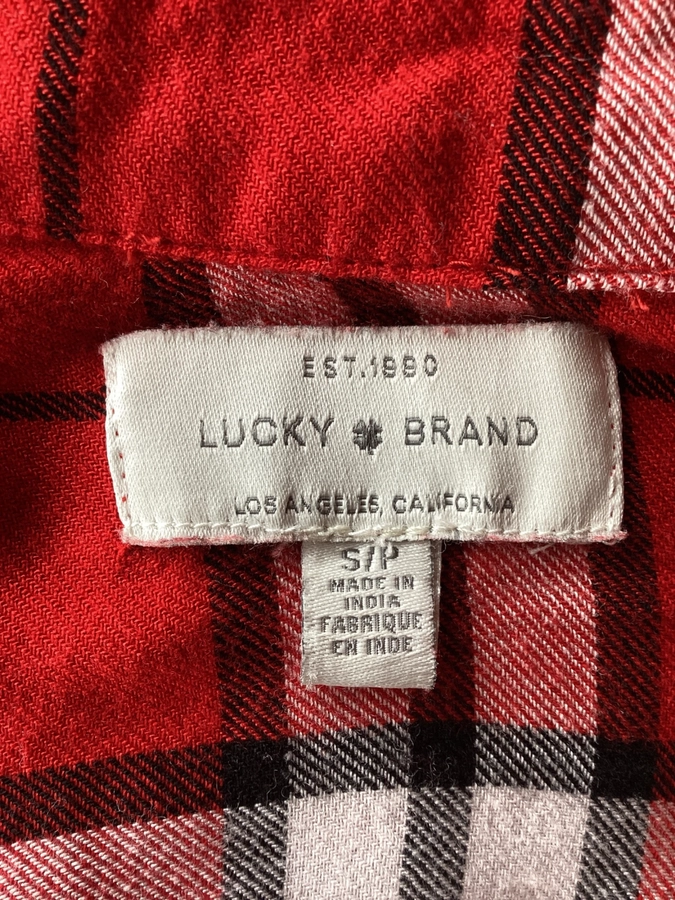 EST.1990
LUCKY BRAND
LOS ANGELES, CALIFORNIA
S/P
MADE IN
INDIA
FABRIQUE
EN INDE